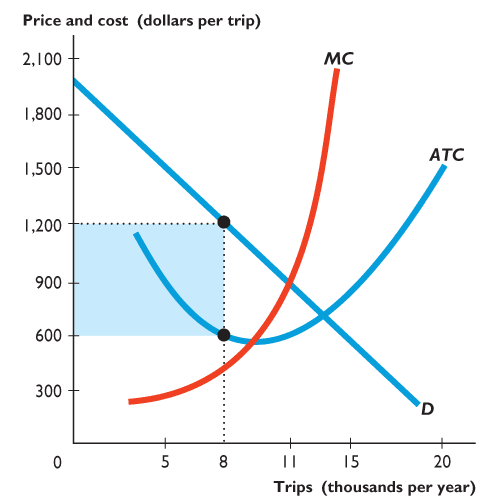 Price and cost (dollars per trip)
2,100
MC
1,800
ATC
1,500
1,200
900
600
300
D
0
5
8
11
15
20
Trips (thousands per year)